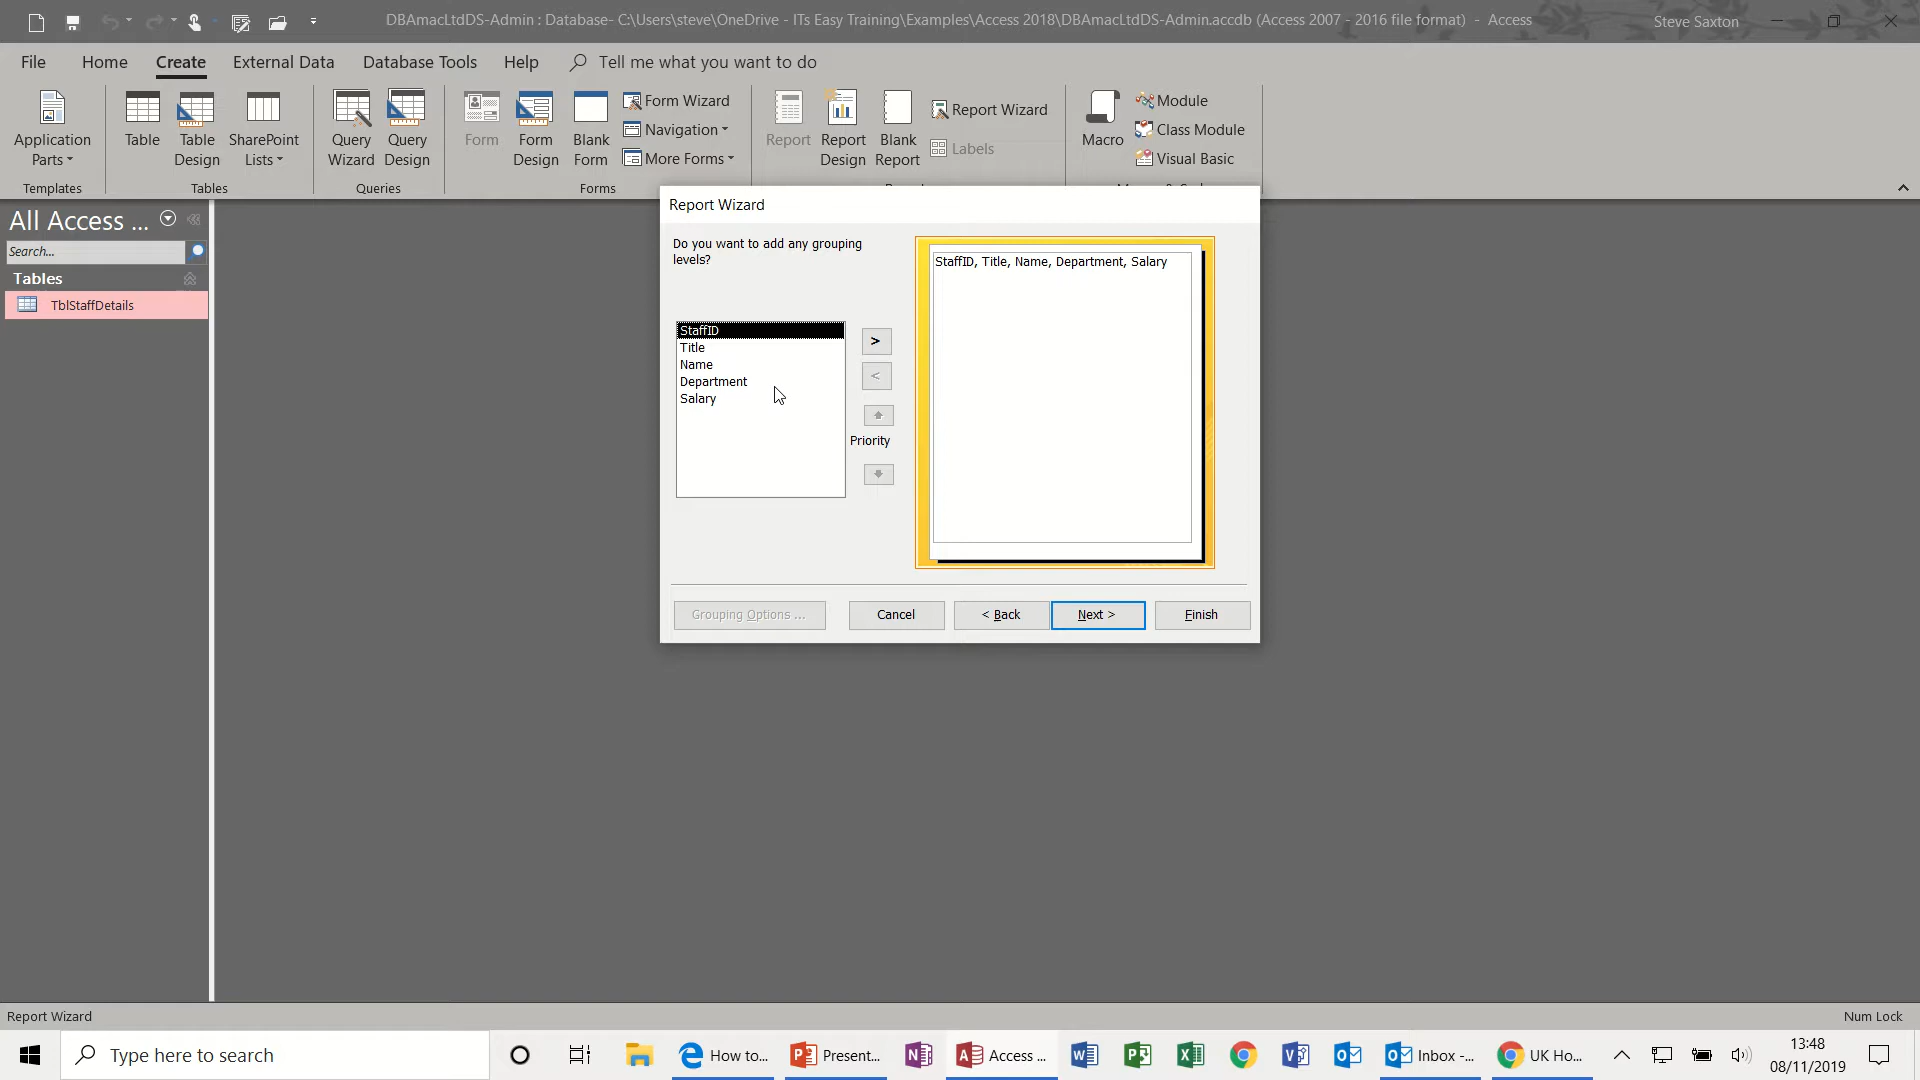 DBAmacLtdDS-Admin : Database- C:\Users\steve\OneDrive - ITs Easy Training\Examples\Access 2018\DBAmacLtdDS-Admin.accdb (Access 2007 - 2016 file format) - Access
Steve Saxton
File Home Create External Data Database Tools Help Tell me what you want to do
Application Parts
Templates
Table
Table Design
SharePoint Lists
Tables
Query Wizard
Query Design
Queries
Form
Form Design
Blank Form
Form Wizard
Navigation
More Forms
Forms
Report
Report Design
Blank Report
Report Wizard
Labels
Macro
Module
Class Module
Visual Basic
All Access ...
Search...
Tables
TblStaffDetails
Report Wizard
Do you want to add any grouping
levels?
StaffID
Title
Name
Department
Salary
>
<
Priority
StaffID, Title, Name, Department, Salary
Grouping Options ...
Cancel
< Back
Next >
Finish
Report Wizard
Num Lock
Type here to search
How to...
Present...
Access ...
Inbox -...
UK Ho...
13:48
08/11/2019